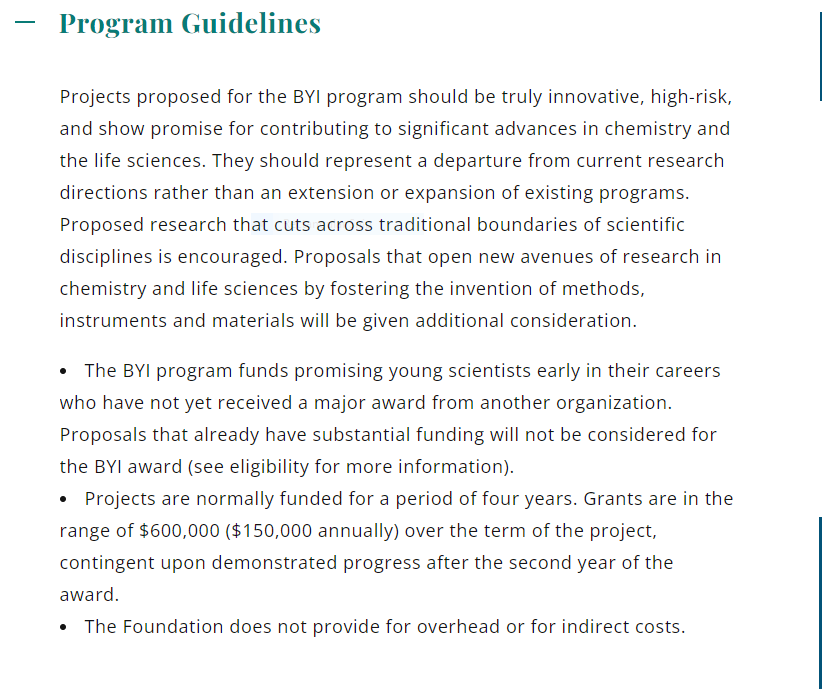 Program Guidelines
Projects proposed for the BYI program should be truly innovative, high-risk,
and show promise for contributing to significant advances in chemistry and
the life sciences. They should represent a departure from current research
directions rather than an extension or expansion of existing programs.
Proposed research that cuts across traditional boundaries of scientific
disciplines is encouraged. Proposals that open new avenues of research in
chemistry and life sciences by fostering the invention of methods,
instruments and materials will be given additional consideration.
• The BYI program funds promising young scientists early in their careers
who have not yet received a major award from another organization.
Proposals that already have substantial funding will not be considered for
the BYI award (see eligibility for more information).
• Projects are normally funded for a period of four years. Grants are in the
range of $600,000 ($150,000 annually) over the term of the project,
contingent upon demonstrated progress after the second year of the
award.
• The Foundation does not provide for overhead or for indirect costs.